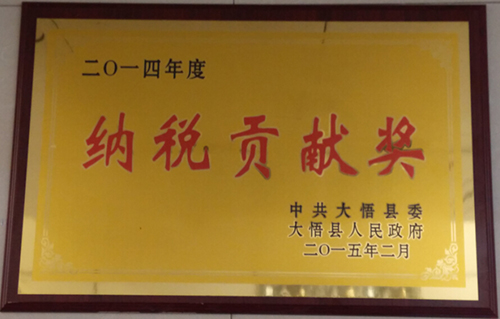 二〇一四年度
纳税贡献奖
中共大悟县委
大悟县人民政府
二〇一五年二月